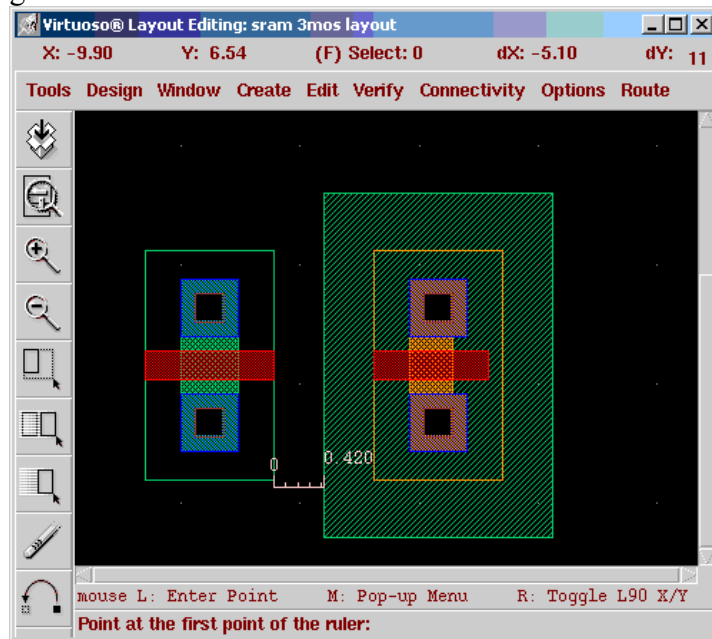 Virtuoso® Layout Editing: sram 3mos layout
X: -9.90 Y: 6.54 (F) Select: 0 dX: -5.10 dY: 11
Tools Design Window Create Edit Verify Connectivity Options Route
0 0.420
mouse L: Enter Point M: Pop-up Menu R: Toggle L90 X/Y
Point at the first point of the ruler: